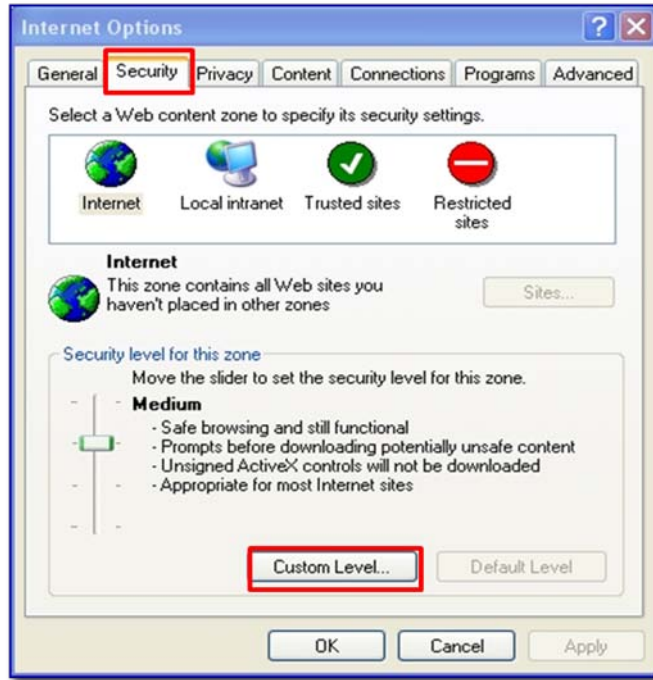 Internet Options
General Security Privacy Content Connections Programs Advanced
Select a Web content zone to specify its security settings.
Internet Local intranet Trusted sites Restricted
sites
Internet
This zone contains all Web sites you
haven't placed in other zones
Sites...
Security level for this zone
Move the slider to set the security level for this zone.
Medium
- Safe browsing and still functional
- Prompts before downloading potentially unsafe content
- Unsigned ActiveX controls will not be downloaded
- Appropriate for most Internet sites
Custom Level... Default Level
OK Cancel Apply